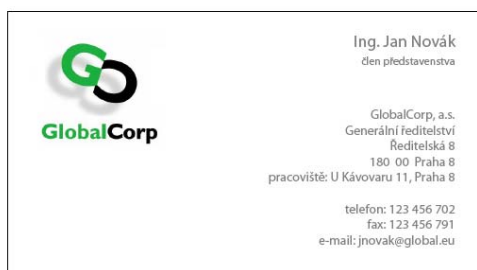 GlobalCorp
Ing. Jan Novák
člen představenstva
GlobalCorp, a.s.
Generální ředitelství
Ředitelská 8
180 00 Praha 8
pracoviště: U Kávovaru 11, Praha 8
telefon: 123 456 702
fax: 123 456 791
e-mail: jnovak@global.eu